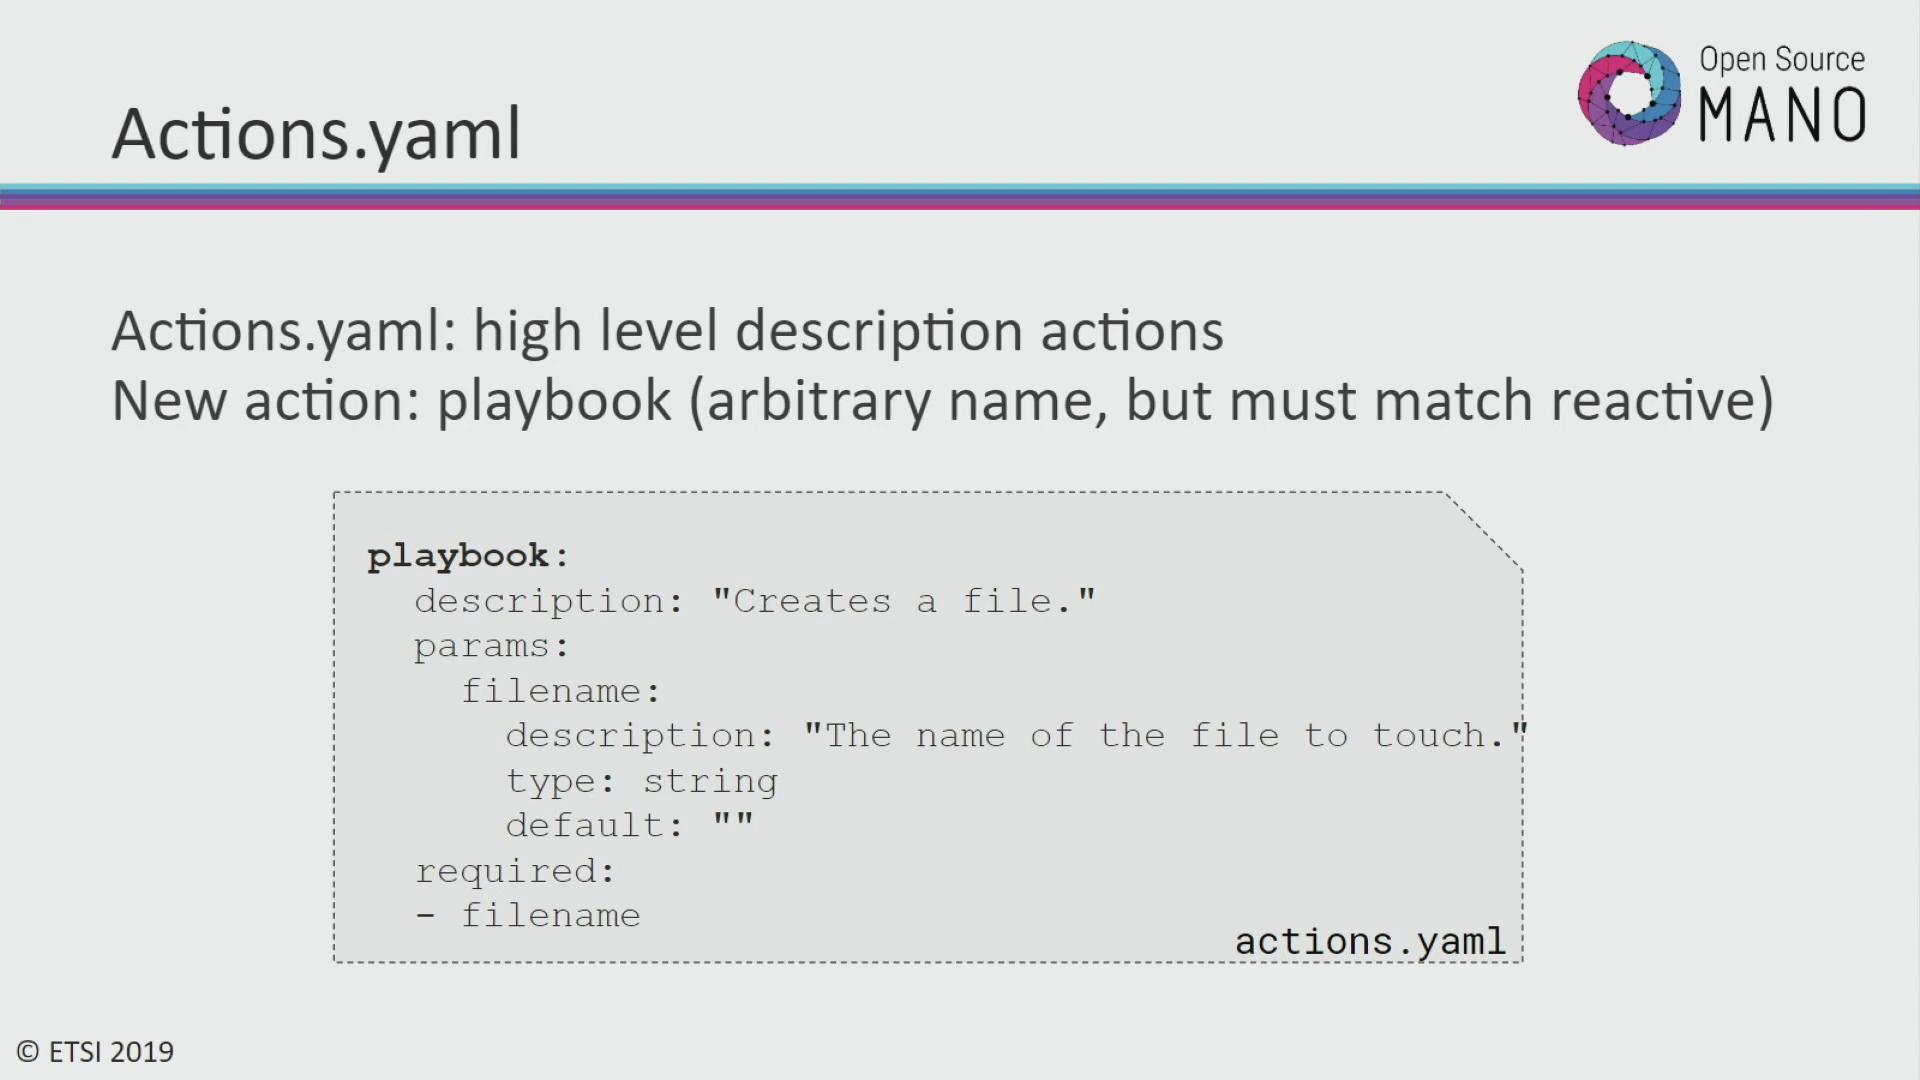 Open Source
MANO
Actions.yaml
Actions.yaml: high level description actions
New action: playbook (arbitrary name, but must match reactive)
playbook:
  description: "Creates a file."
  params:
    filename:
      description: "The name of the file to touch."
      type: string
      default: ""
  required:
  - filename
actions.yaml
© ETSI 2019